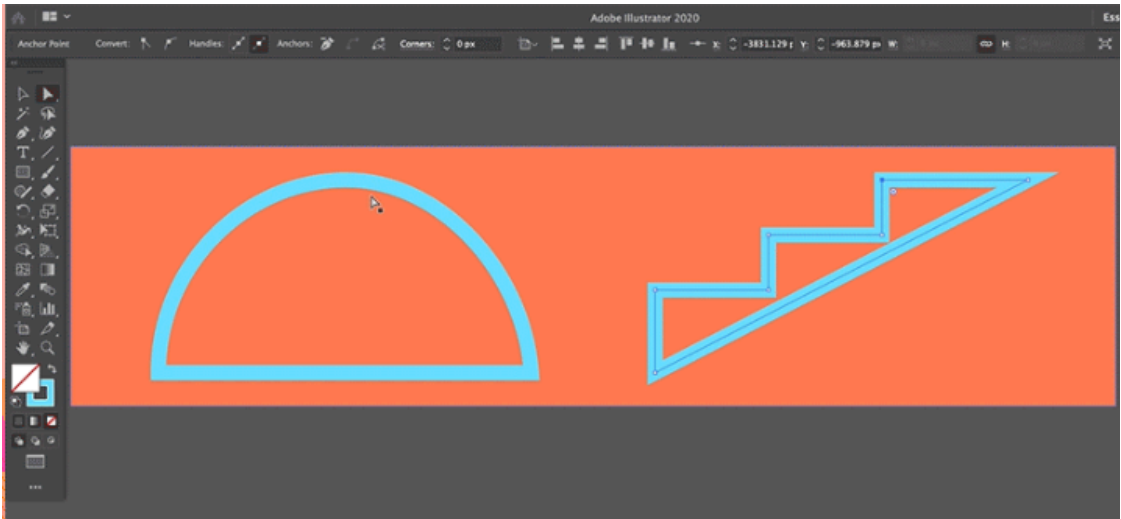 Adobe Illustrator 2020
Ess
Anchor Point Convert: Handles: Anchors: Corners: 0 px X: -3831.129 p Y: -963.879 px W: H: